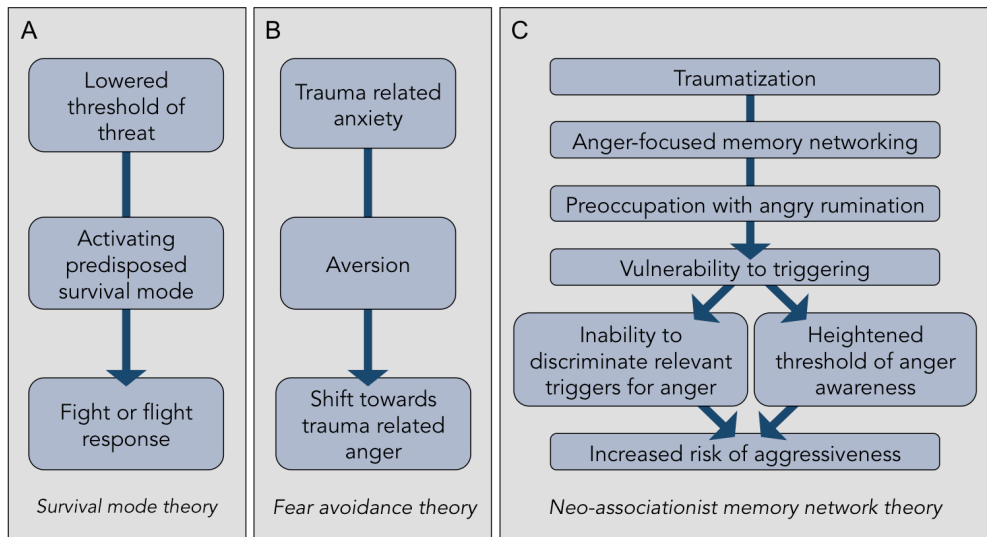 A
Lowered
threshold of
threat
Activating
predisposed
survival mode
Fight or flight
response
Survival mode theory
B
Trauma related
anxiety
Aversion
Shift towards
trauma related
anger
Fear avoidance theory
C
Traumatization
Anger-focused memory networking
Preoccupation with angry rumination
Vulnerability to triggering
Inability to
discriminate relevant
triggers for anger
Heightened
threshold of anger
awareness
Increased risk of aggressiveness
Neo-associationist memory network theory